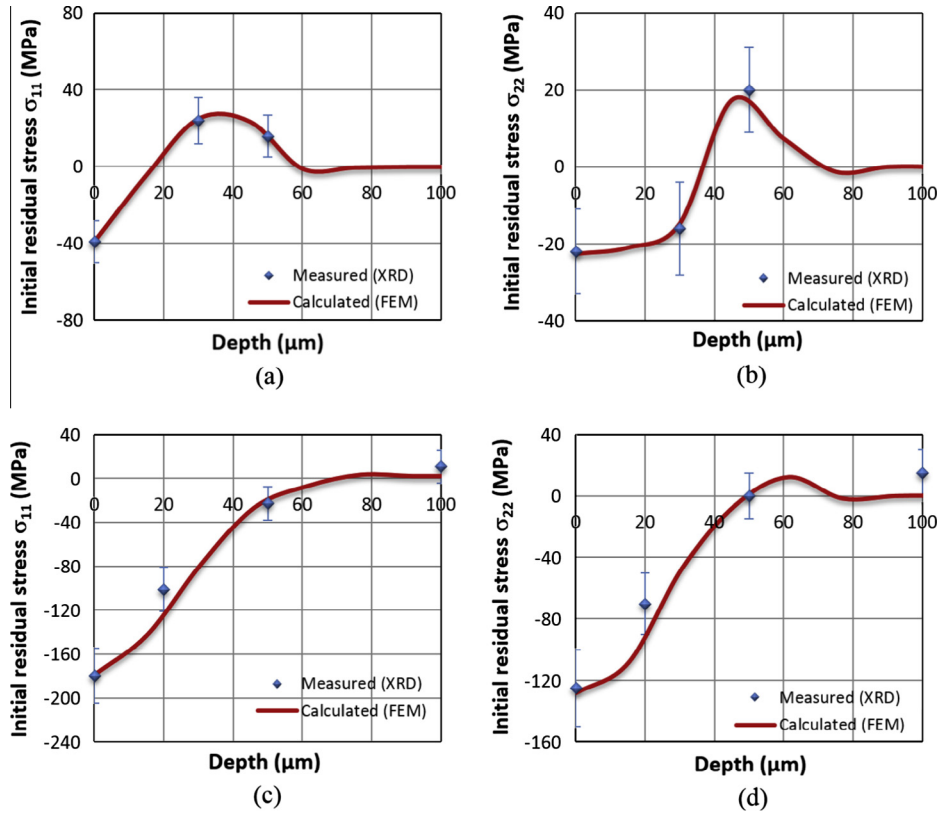 Initial residual stress σ11 (MPa)
80
40
0
-40
-80
0
20
40
60
80
100
Measured (XRD)
Calculated (FEM)
Depth (µm)
(a)
Initial residual stress σ22 (MPa)
40
20
0
-20
-40
0
20
40
60
80
100
Measured (XRD)
Calculated (FEM)
Depth (µm)
(b)
Initial residual stress σ11 (MPa)
40
0
-40
-80
-120
-160
-200
-240
0
20
40
60
80
100
Measured (XRD)
Calculated (FEM)
Depth (µm)
(c)
Initial residual stress σ22 (MPa)
40
0
-40
-80
-120
-160
0
20
40
60
80
100
Measured (XRD)
Calculated (FEM)
Depth (µm)
(d)